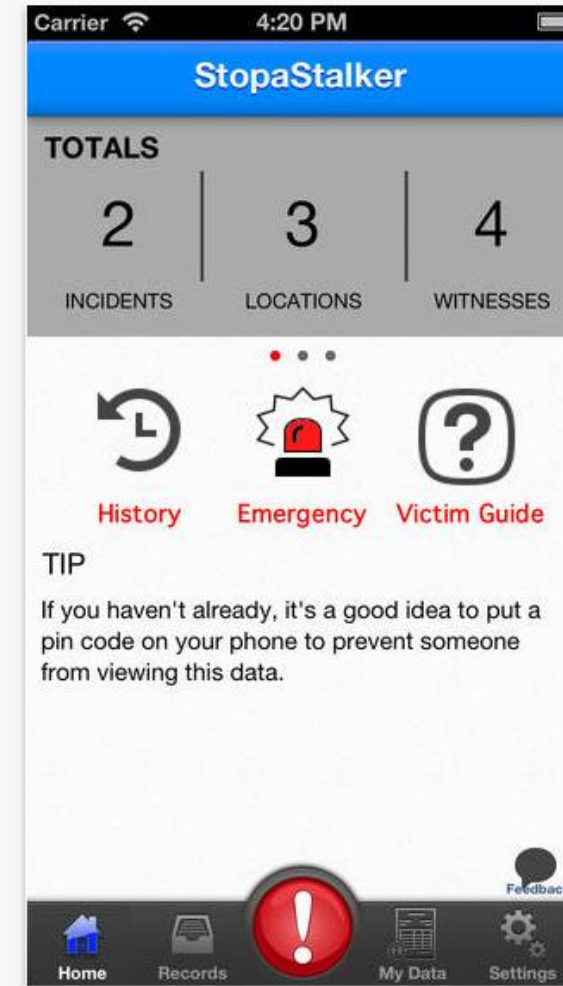 Carrier 4:20 PM
StopaStalker
TOTALS
2 3 4
INCIDENTS LOCATIONS WITNESSES
History Emergency Victim Guide
TIP
If you haven't already, it's a good idea to put a
pin code on your phone to prevent someone
from viewing this data.
Feedbac
Home Records My Data Settings